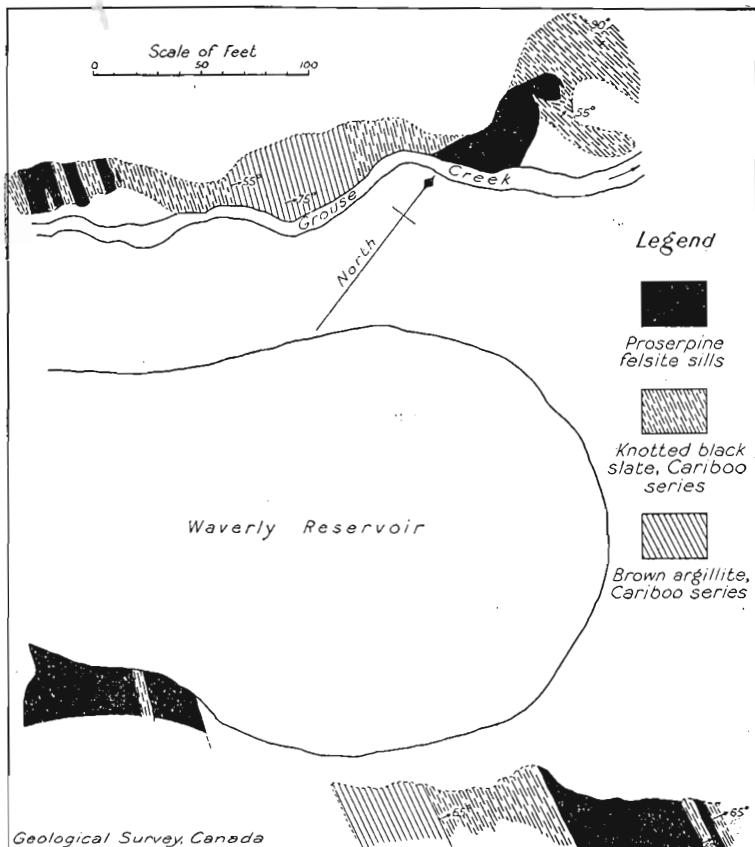 Scale of Feet
0 50 100
90°
55°
55°
75°
Grouse Creek
North
Legend
Proserpine
felsite sills
Knotted black
slate, Cariboo
series
Brown argillite,
Cariboo series
Waverly Reservoir
65°
65°
Geological Survey, Canada